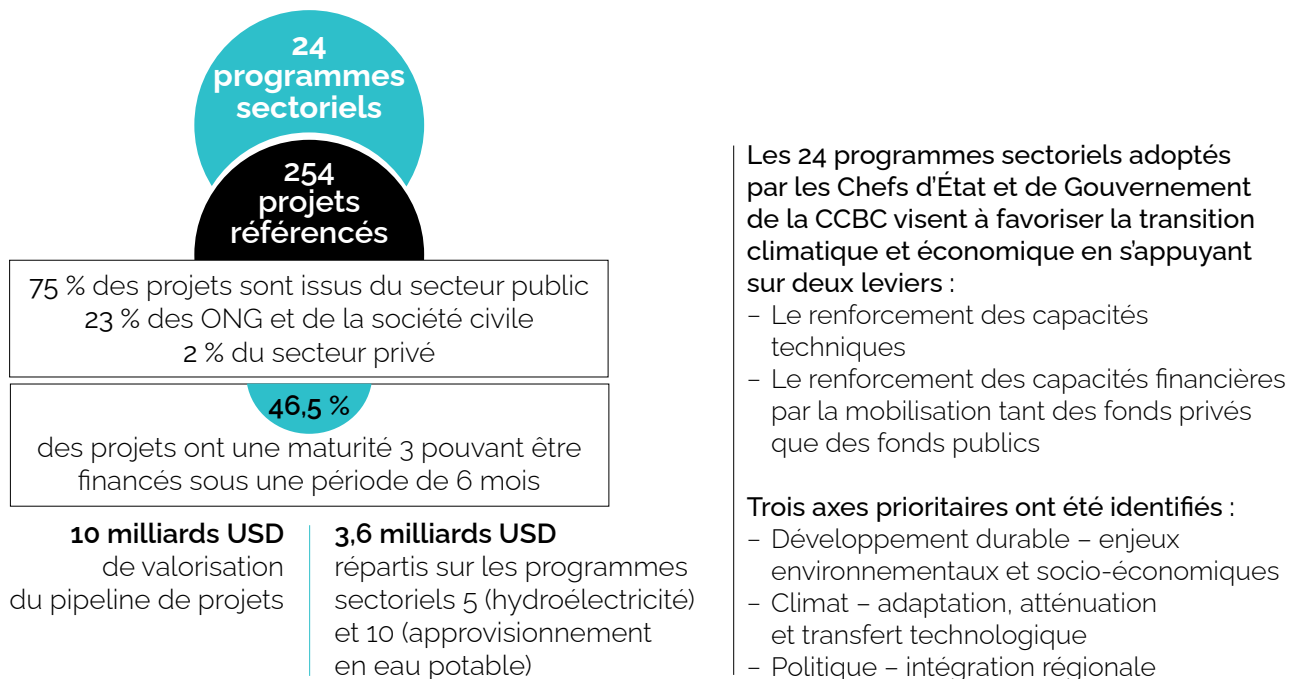 24
programmes
sectoriels
254
projets
référencés
75 % des projets sont issus du secteur public
23 % des ONG et de la société civile
2 % du secteur privé
46,5 %
des projets ont une maturité 3 pouvant être
financés sous une période de 6 mois
10 milliards USD
de valorisation
du pipeline de projets
3,6 milliards USD
répartis sur les programmes
sectoriels 5 (hydroélectricité)
et 10 (approvisionnement
en eau potable)
Les 24 programmes sectoriels adoptés
par les Chefs d’État et de Gouvernement
de la CCBC visent à favoriser la transition
climatique et économique en s’appuyant
sur deux leviers :
– Le renforcement des capacités
techniques
– Le renforcement des capacités financières
par la mobilisation tant des fonds privés
que des fonds publics
Trois axes prioritaires ont été identifiés :
– Développement durable – enjeux
environnementaux et socio-économiques
– Climat – adaptation, atténuation
et transfert technologique
– Politique – intégration régionale